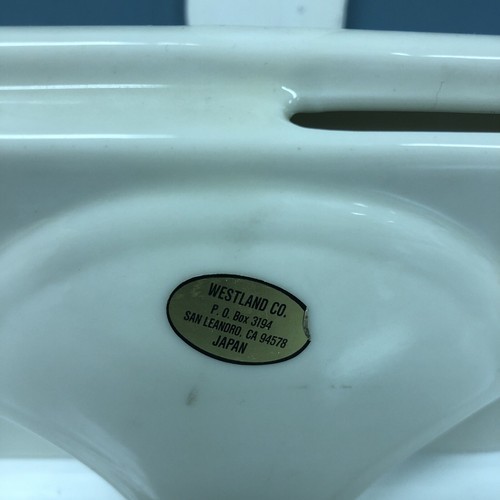 WESTLAND CO.
P. O. Box 3194
SAN LEANDRO, CA 94578
JAPAN